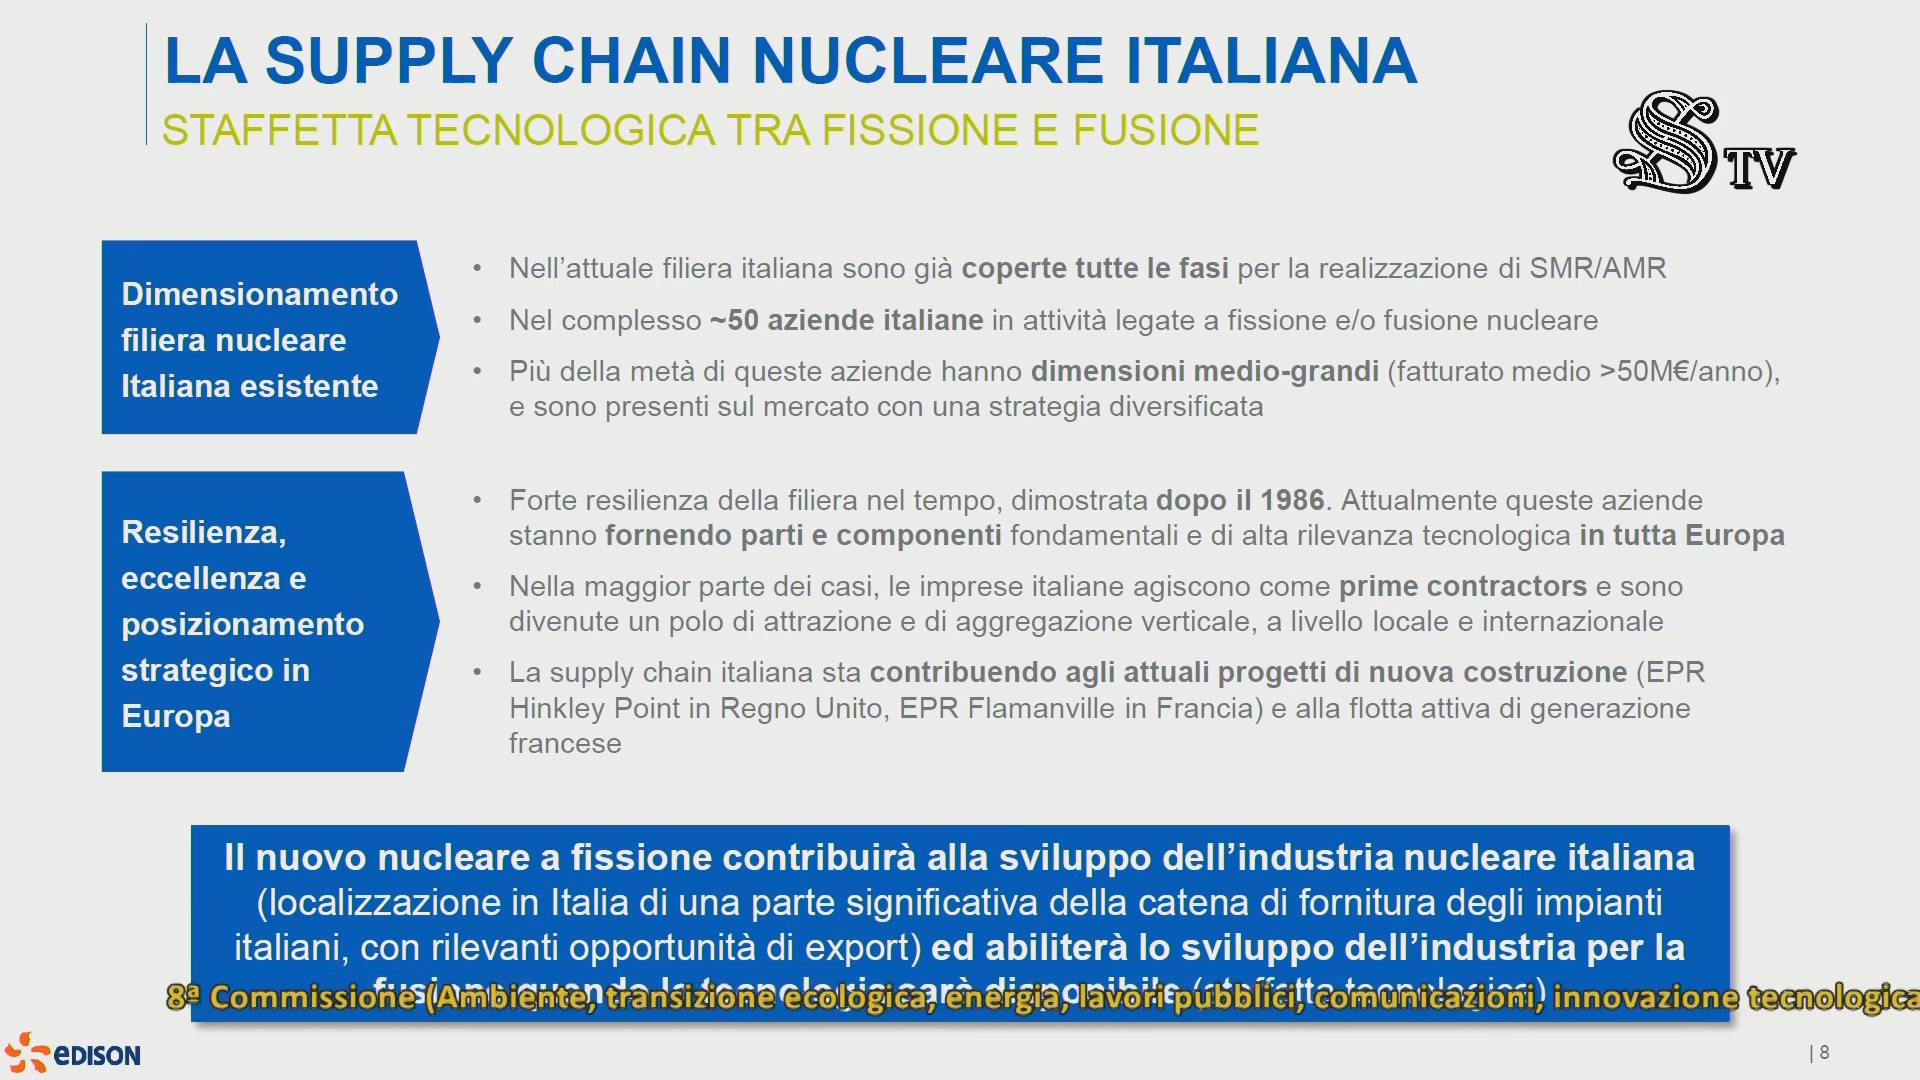 LA SUPPLY CHAIN NUCLEARE ITALIANA
STAFFETTA TECNOLOGICA TRA FISSIONE E FUSIONE
S TV
Dimensionamento
filiera nucleare
Italiana esistente
• Nell’attuale filiera italiana sono già coperte tutte le fasi per la realizzazione di SMR/AMR
• Nel complesso ~50 aziende italiane in attività legate a fissione e/o fusione nucleare
• Più della metà di queste aziende hanno dimensioni medio-grandi (fatturato medio >50M€/anno),
e sono presenti sul mercato con una strategia diversificata
Resilienza,
eccellenza e
posizionamento
strategico in
Europa
• Forte resilienza della filiera nel tempo, dimostrata dopo il 1986. Attualmente queste aziende
stanno fornendo parti e componenti fondamentali e di alta rilevanza tecnologica in tutta Europa
• Nella maggior parte dei casi, le imprese italiane agiscono come prime contractors e sono
divenute un polo di attrazione e di aggregazione verticale, a livello locale e internazionale
• La supply chain italiana sta contribuendo agli attuali progetti di nuova costruzione (EPR
Hinkley Point in Regno Unito, EPR Flamanville in Francia) e alla flotta attiva di generazione
francese
Il nuovo nucleare a fissione contribuirà alla sviluppo dell’industria nucleare italiana
(localizzazione in Italia di una parte significativa della catena di fornitura degli impianti
italiani, con rilevanti opportunità di export) ed abiliterà lo sviluppo dell’industria per la
fusione quando la tecnologia sarà disponibile (staffetta tecnologica)
8ª Commissione (Ambiente, transizione ecologica, energia, lavori pubblici, comunicazioni, innovazione tecnologica
EDISON
| 8